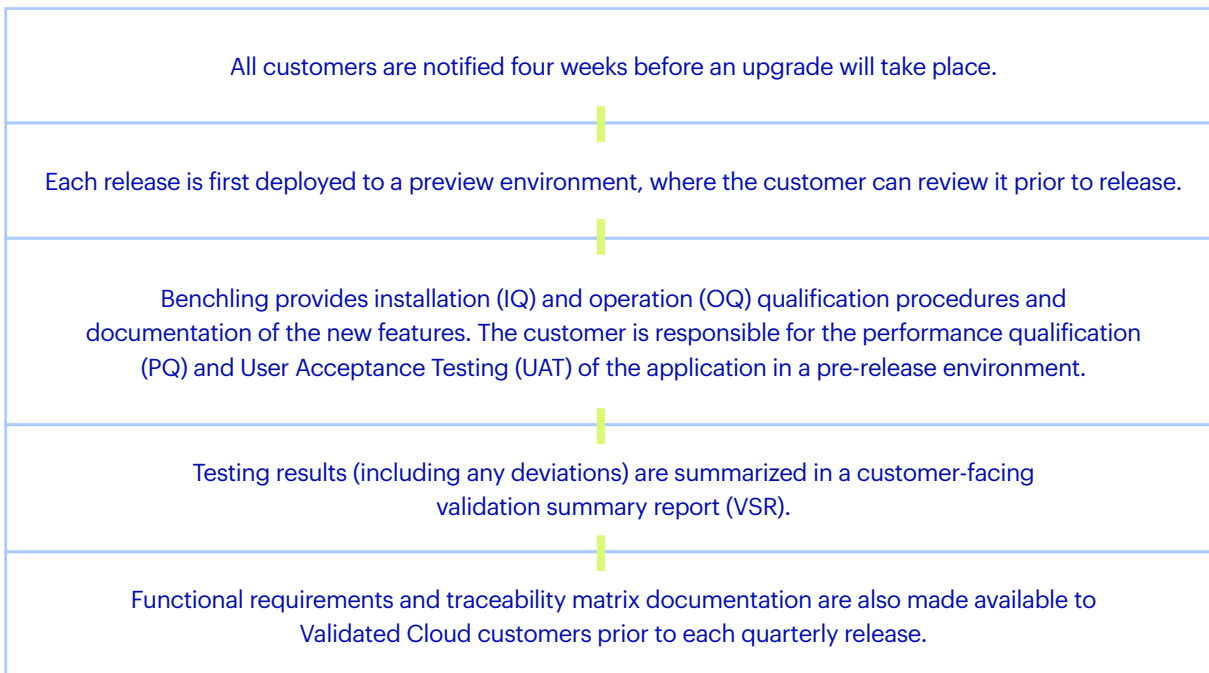 All customers are notified four weeks before an upgrade will take place.
Each release is first deployed to a preview environment, where the customer can review it prior to release.
Benchling provides installation (IQ) and operation (OQ) qualification procedures and
documentation of the new features. The customer is responsible for the performance qualification
(PQ) and User Acceptance Testing (UAT) of the application in a pre-release environment.
Testing results (including any deviations) are summarized in a customer-facing
validation summary report (VSR).
Functional requirements and traceability matrix documentation are also made available to
Validated Cloud customers prior to each quarterly release.